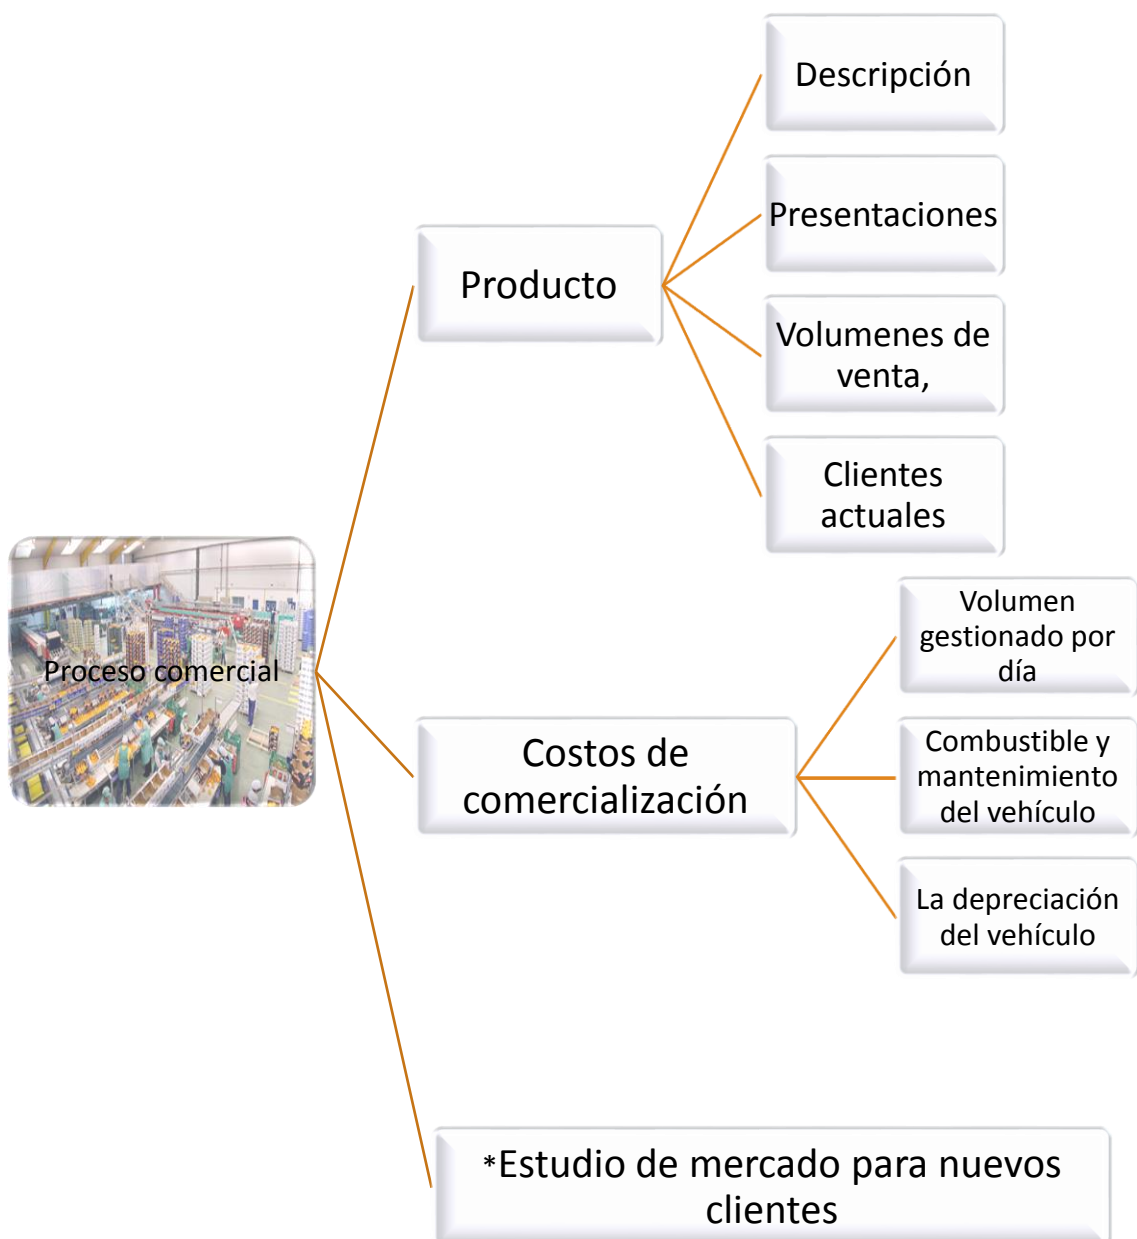 Descripción
Presentaciones
Producto
Volumenes de
venta,
Clientes
actuales
Proceso comercial
Volumen
gestionado por
día
Costos de
comercialización
Combustible y
mantenimiento
del vehículo
La depreciación
del vehículo
*Estudio de mercado para nuevos
clientes